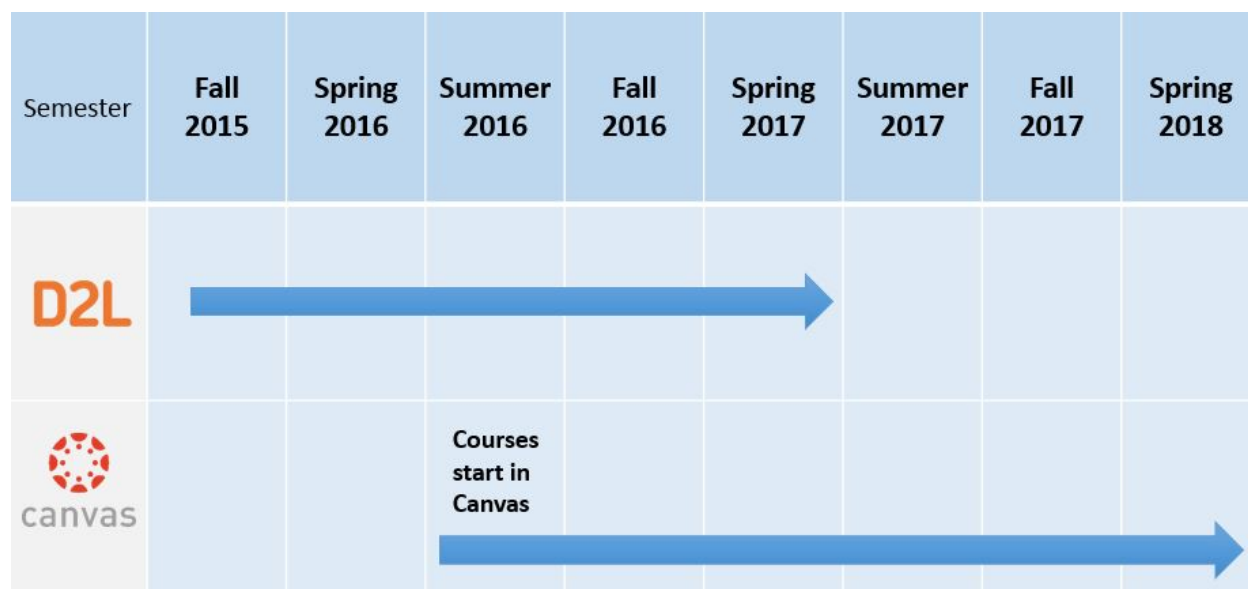 Semester
Fall
2015
Spring
2016
Summer
2016
Fall
2016
Spring
2017
Summer
2017
Fall
2017
Spring
2018
D2L
Courses
start in
Canvas
canvas